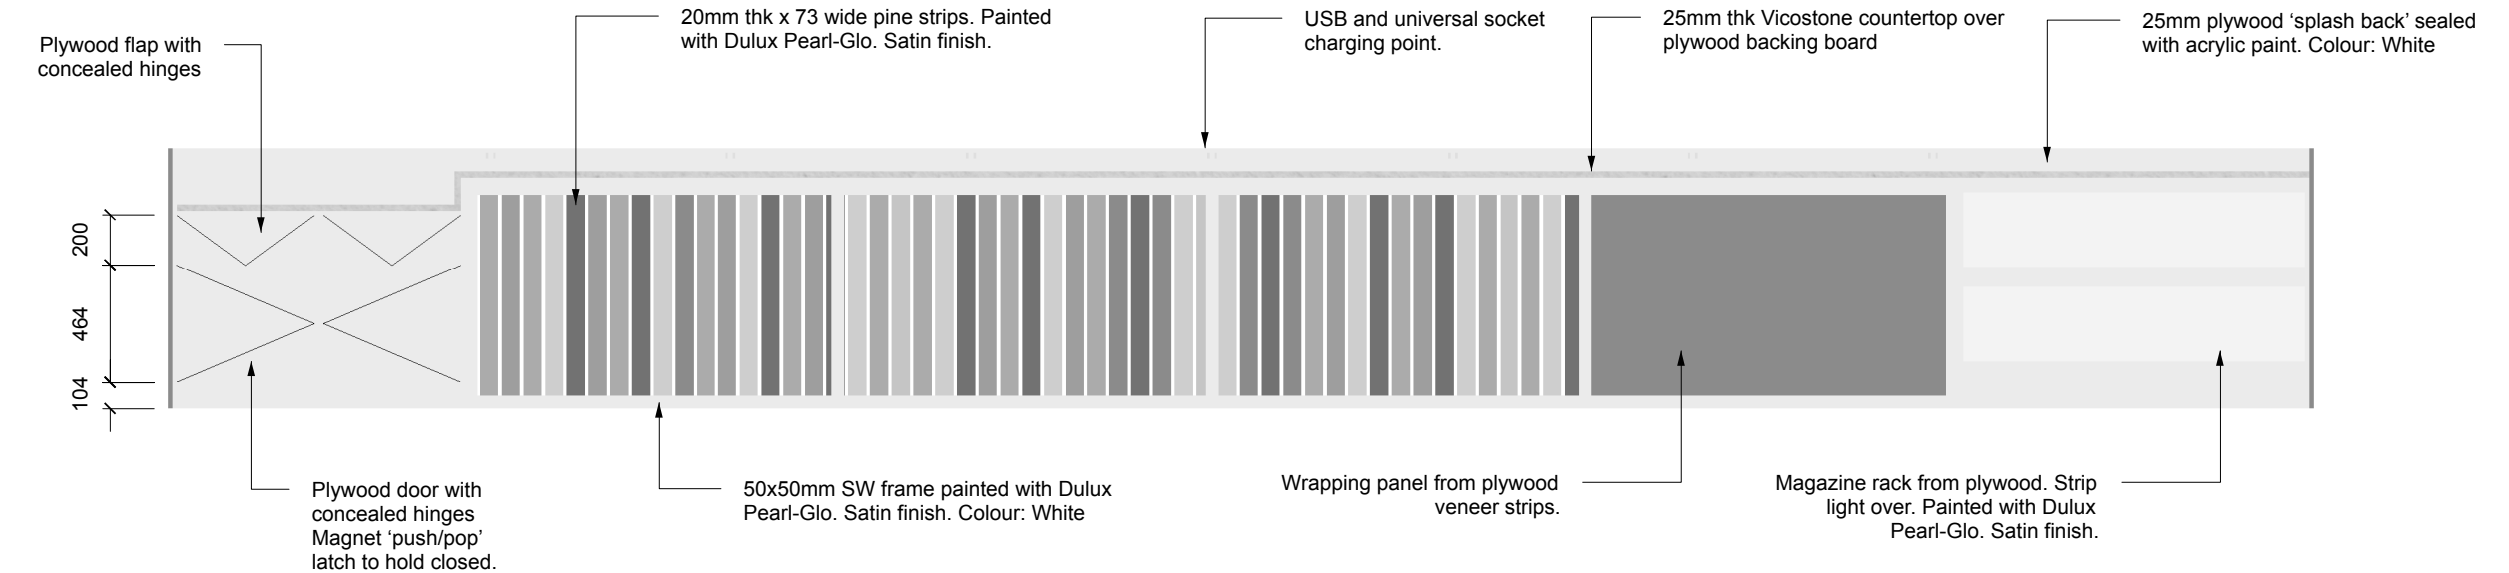 Plywood flap with
concealed hinges
20mm thk x 73 wide pine strips. Painted
with Dulux Pearl-Glo. Satin finish.
USB and universal socket
charging point.
25mm thk Vicostone countertop over
plywood backing board
25mm plywood ‘splash back’ sealed
with acrylic paint. Colour: White
200
464
104
Plywood door with
concealed hinges
Magnet ‘push/pop’
latch to hold closed.
50x50mm SW frame painted with Dulux
Pearl-Glo. Satin finish. Colour: White
Wrapping panel from plywood
veneer strips.
Magazine rack from plywood. Strip
light over. Painted with Dulux
Pearl-Glo. Satin finish.